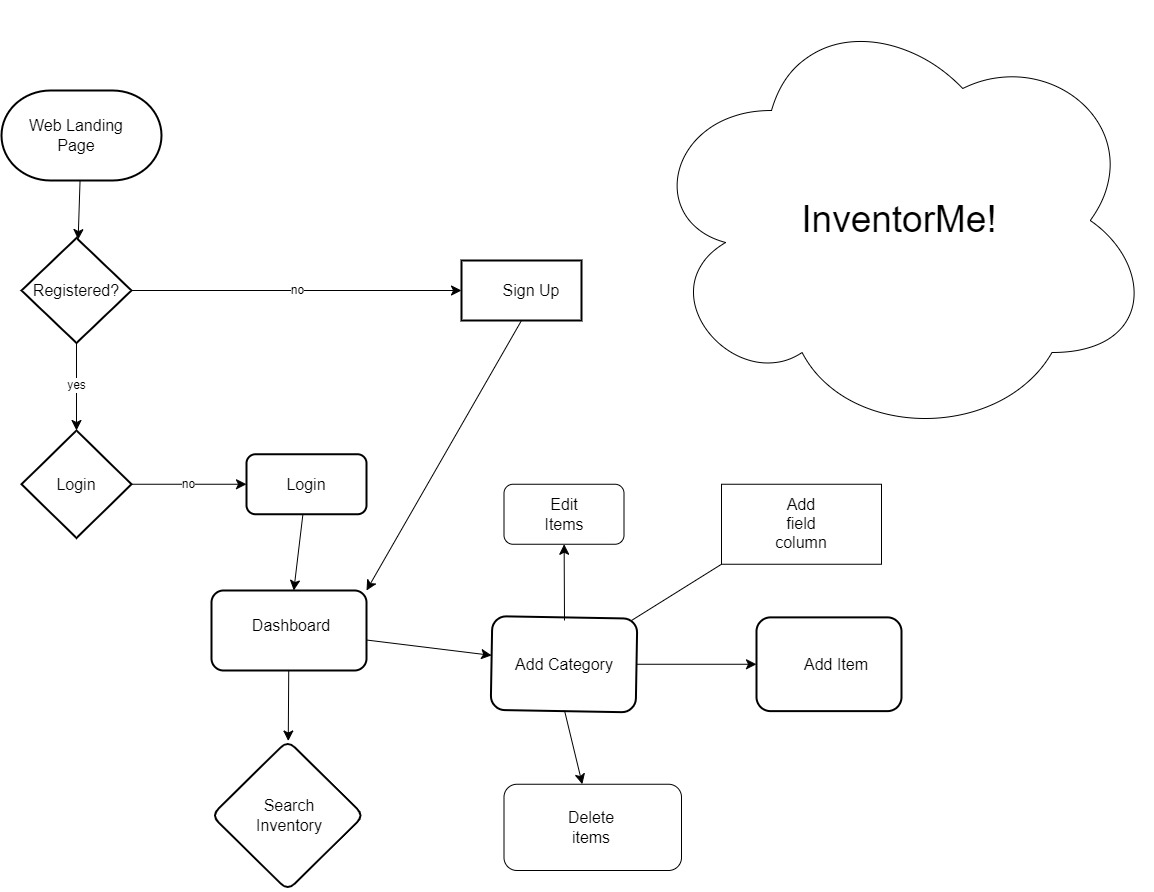 Web Landing
Page
InventorMe!
Registered?
no
Sign Up
yes
Login
no
Login
Edit
Items
Add
field
column
Dashboard
Add Category
Add Item
Search
Inventory
Delete
items